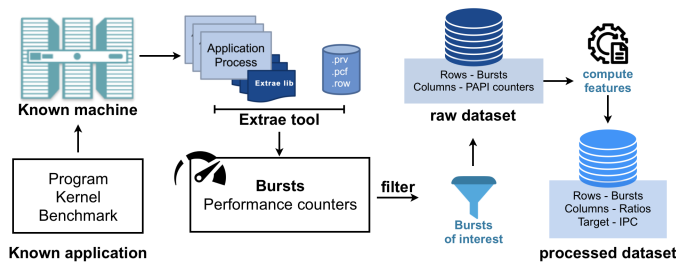 Known machine
Program
Kernel
Benchmark
Known application
Application
Process
Extrae lib
.prv
.pcf
.row
Extrae tool
Bursts
Performance counters
filter
Bursts
of interest
Rows - Bursts
Columns - PAPI counters
raw dataset
compute
features
Rows - Bursts
Columns - Ratios
Target - IPC
processed dataset